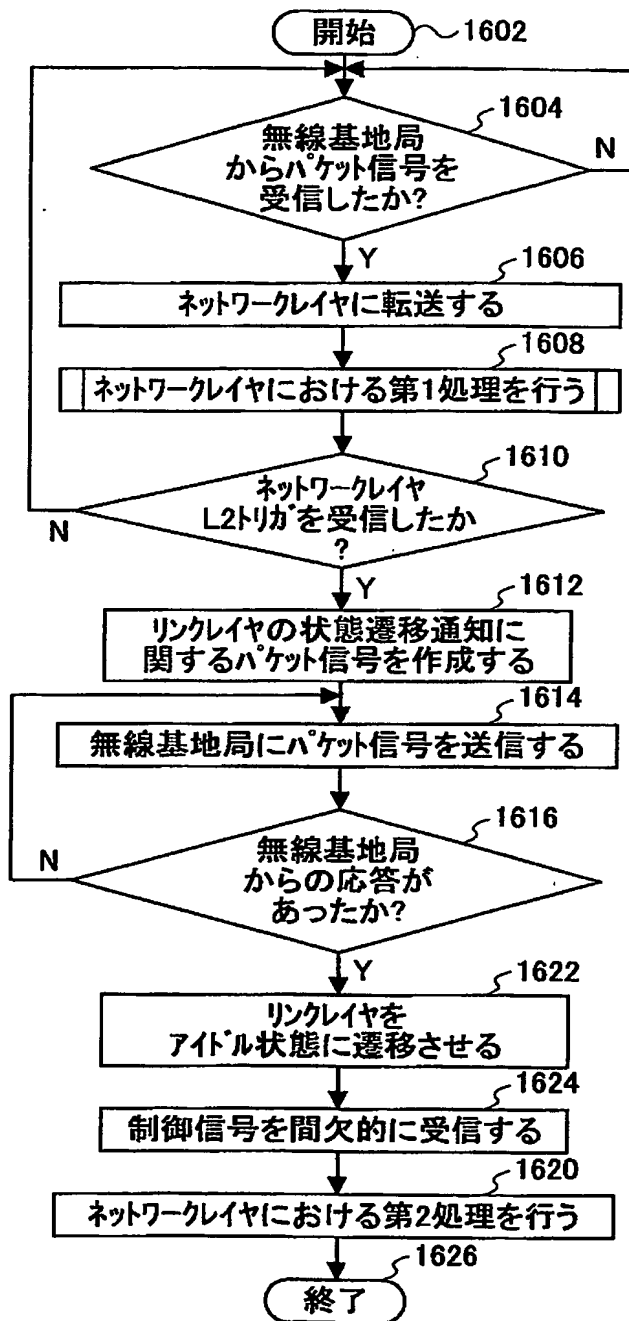 開始
1602
1604
無線基地局
からパケット信号を
受信したか?
N
Y
1606
ネットワークレイヤに転送する
1608
ネットワークレイヤにおける第1処理を行う
1610
ネットワークレイヤ
L2トリガを受信したか
?
N
Y
1612
リンクレイヤの状態遷移通知に
関するパケット信号を作成する
1614
無線基地局にパケット信号を送信する
1616
無線基地局
からの応答が
あったか?
N
Y
1622
リンクレイヤを
アイドル状態に遷移させる
1624
制御信号を間欠的に受信する
1620
ネットワークレイヤにおける第2処理を行う
1626
終了